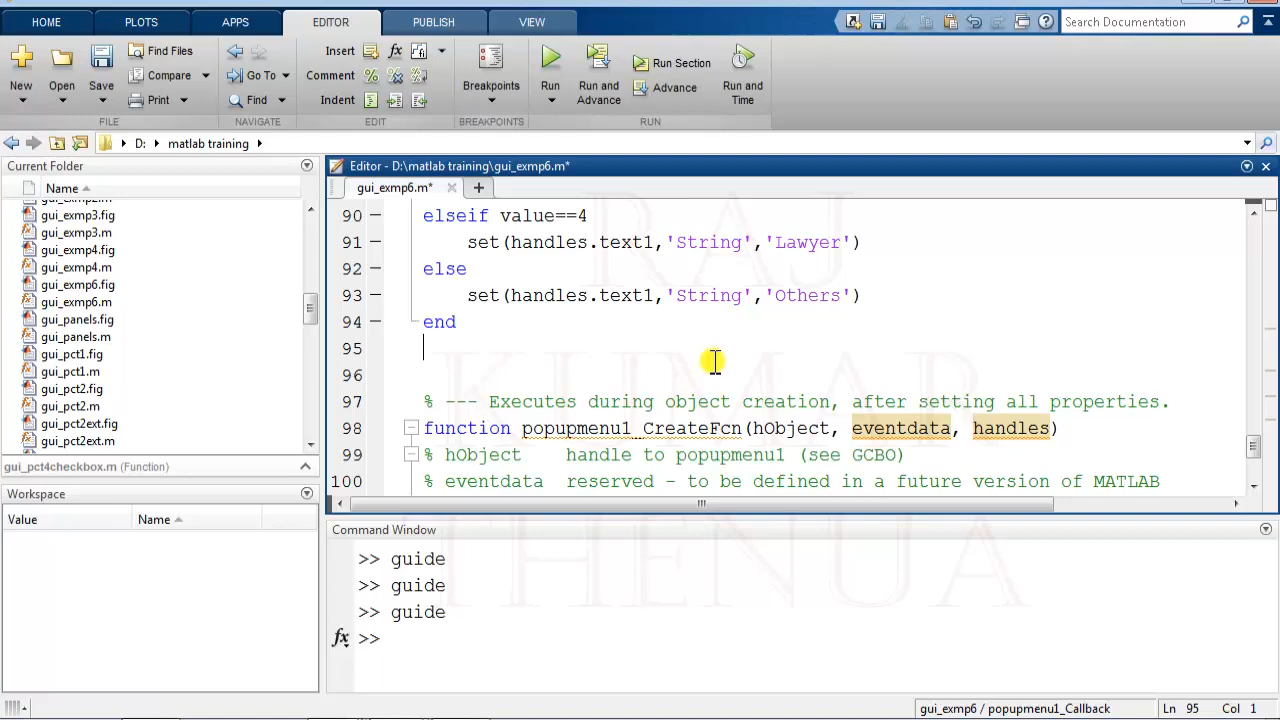 HOME PLOTS APPS EDITOR PUBLISH VIEW Search Documentation
New Open Save Find Files Compare Print
Go To Find
Insert fx
Comment %
Indent
Breakpoints
Run Run and Advance Run Section Advance Run and Time
FILE NAVIGATE EDIT BREAKPOINTS RUN
D: matlab training
Current Folder
Name
gui_exmp2.m
gui_exmp3.fig
gui_exmp3.m
gui_exmp4.fig
gui_exmp4.m
gui_exmp6.fig
gui_exmp6.m
gui_panels.fig
gui_panels.m
gui_pct1.fig
gui_pct1.m
gui_pct2.fig
gui_pct2.m
gui_pct2ext.fig
gui_pct2ext.m
gui_pct4checkbox.m (Function)
Workspace
Value Name
Editor - D:\matlab training\gui_exmp6.m*
gui_exmp6.m*
90 elseif value==4
91 set(handles.text1,'String','Lawyer')
92 else
93 set(handles.text1,'String','Others')
94 end
95
96
97 % --- Executes during object creation, after setting all properties.
98 function popupmenu1_CreateFcn(hObject, eventdata, handles)
99 % hObject    handle to popupmenu1 (see GCBO)
100 % eventdata  reserved - to be defined in a future version of MATLAB
RAJ
KUMAR
THENUA
Command Window
>> guide
>> guide
>> guide
fx >>
gui_exmp6 / popupmenu1_Callback Ln 95 Col 1